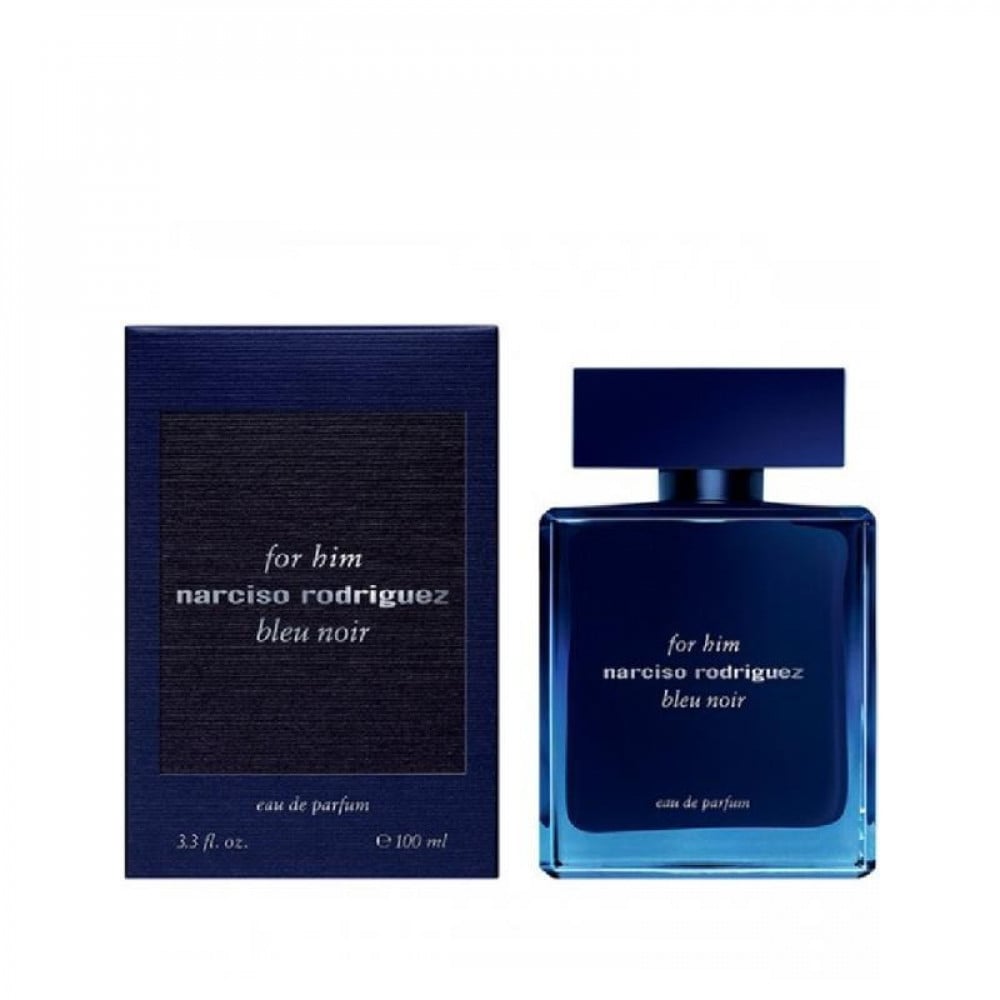 for him
narciso rodriguez
bleu noir
eau de parfum
3.3 fl. oz. ℮ 100 ml
for him
narciso rodriguez
bleu noir
eau de parfum